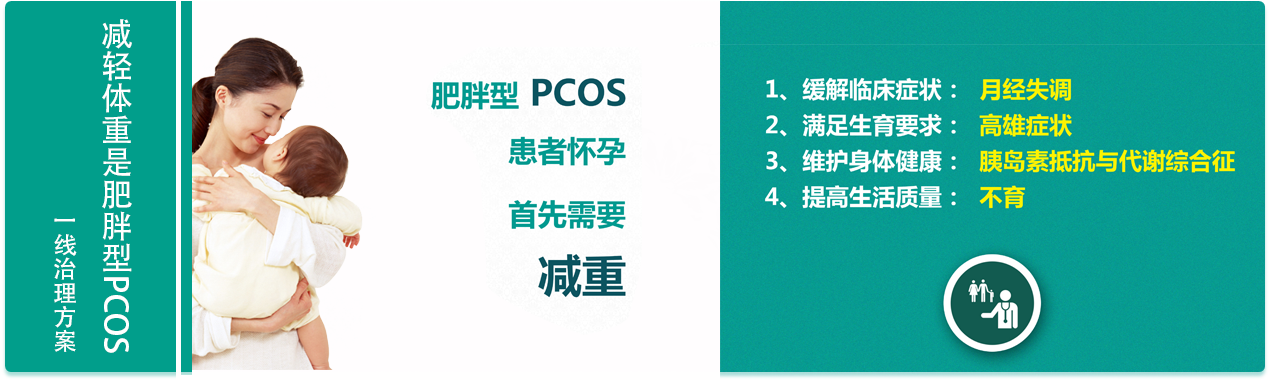 减轻体重是肥胖型PCOS
一线治理方案
肥胖型 PCOS
患者怀孕
首先需要
减重
1、缓解临床症状： 月经失调
2、满足生育要求： 高雄症状
3、维护身体健康： 胰岛素抵抗与代谢综合征
4、提高生活质量： 不育